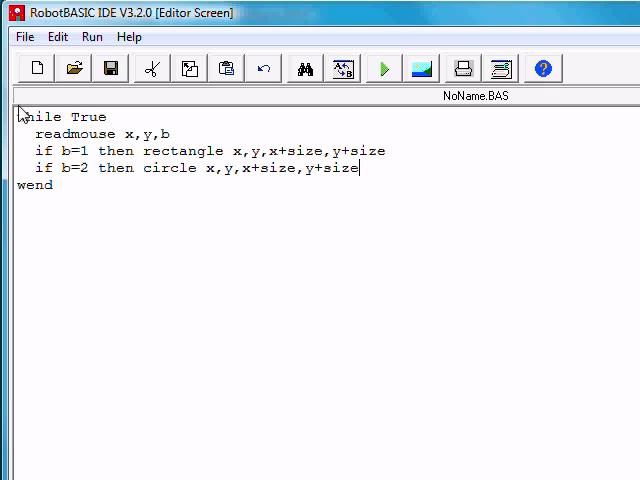 RobotBASIC IDE V3.2.0 [Editor Screen]
File Edit Run Help
A B
?
NoName.BAS
while True
readmouse x,y,b
if b=1 then rectangle x,y,x+size,y+size
if b=2 then circle x,y,x+size,y+size
wend